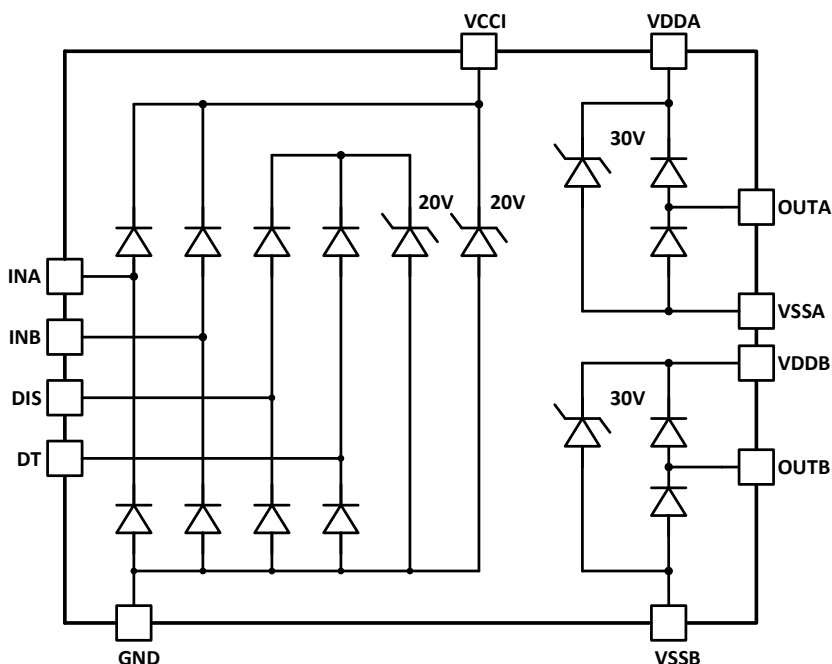 VCCI
VDDA
30V
20V
20V
OUTA
INA
VSSA
INB
VDDB
DIS
30V
DT
OUTB
GND
VSSB